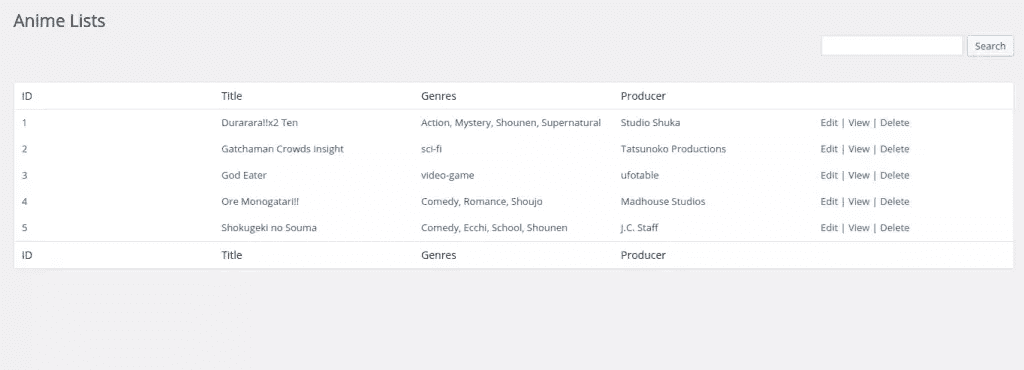 Anime Lists
Search
ID Title Genres Producer
1 Durarara!!x2 Ten Action, Mystery, Shounen, Supernatural Studio Shuka Edit | View | Delete
2 Gatchaman Crowds insight sci-fi Tatsunoko Productions Edit | View | Delete
3 God Eater video-game ufotable Edit | View | Delete
4 Ore Monogatari!! Comedy, Romance, Shoujo Madhouse Studios Edit | View | Delete
5 Shokugeki no Souma Comedy, Ecchi, School, Shounen J.C. Staff Edit | View | Delete
ID Title Genres Producer